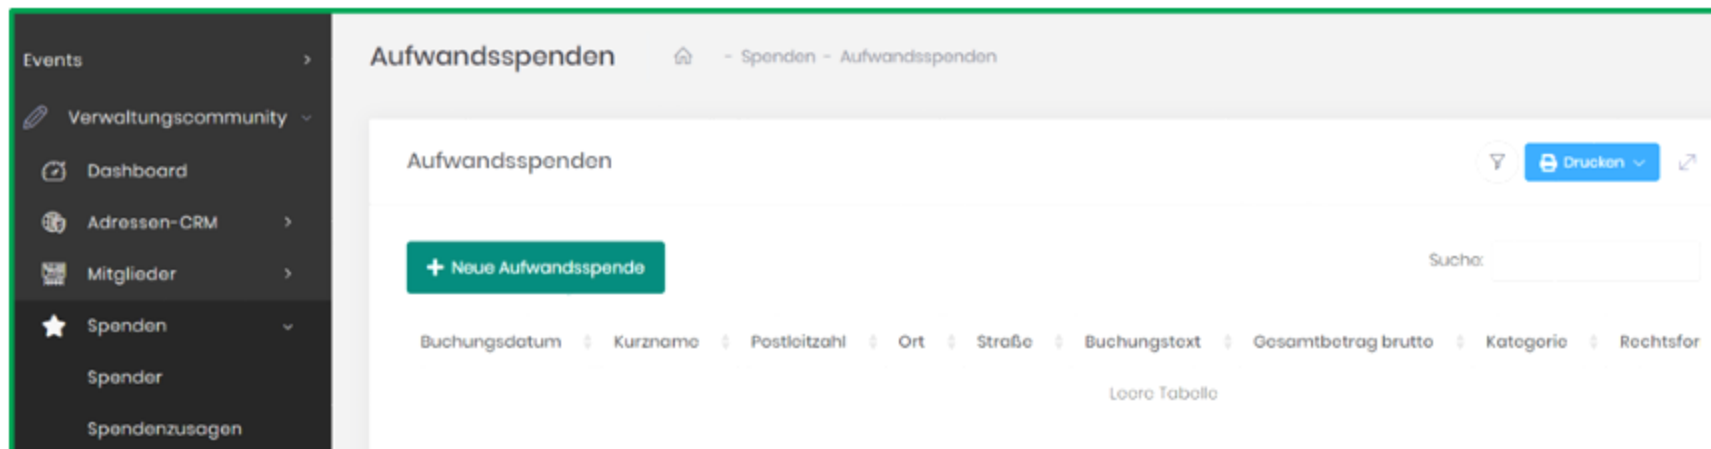 Events
Verwaltungscommunity
Dashboard
Adressen-CRM
Mitglieder
Spenden
Spender
Spendenzusagen
Aufwandsspenden - Spenden - Aufwandsspenden
Aufwandsspenden
Drucken
+ Neue Aufwandsspende
Suche:
Buchungsdatum Kurzname Postleitzahl Ort Straße Buchungstext Gesamtbetrag brutto Kategorie Rechtsfor
Leere Tabelle